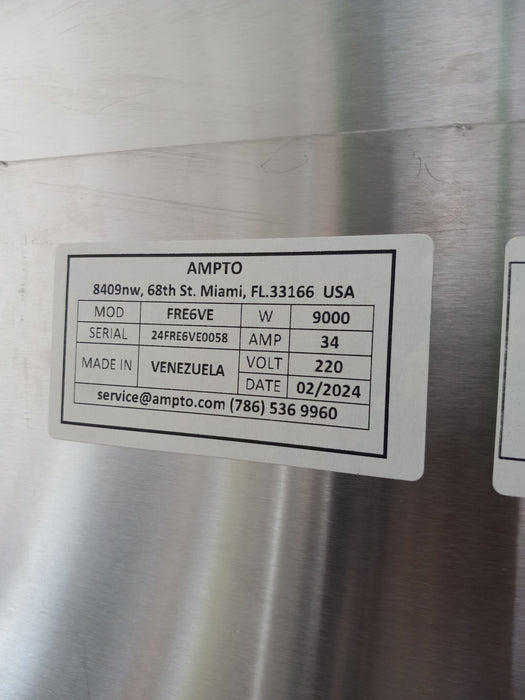 AMPTO
8409nw, 68th St. Miami, FL.33166 USA
MOD FRE6VE W 9000
SERIAL 24FRE6VE0058 AMP 34
MADE IN VENEZUELA VOLT 220
DATE 02/2024
service@ampto.com (786) 536 9960